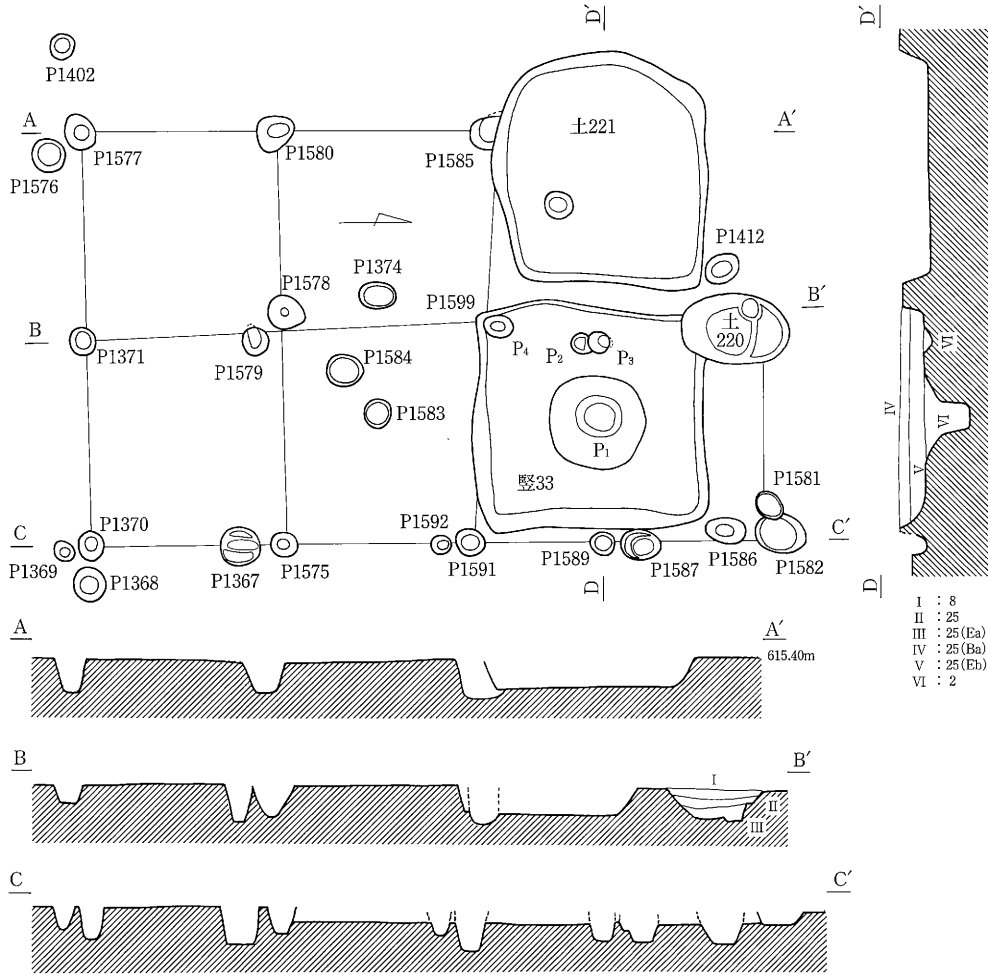 D′
D′
P1402
A
A′
土221
P1577
P1580
P1585
P1576
P1412
P1374
P1578
P1599
B′
B
土
220
P4
P2
P3
P1371
P1579
P1584
P1583
P1
竪33
IV
V
VI
VI
P1581
P1370
P1592
C
C′
P1369
P1368
P1367
P1575
P1591
P1589
P1587
P1586
P1582
D
D
I : 8
II : 25
III : 25(Ea)
IV : 25(Ba)
V : 25(Eb)
VI : 2
A
A′
615.40m
B
B′
I
II
III
C
C′